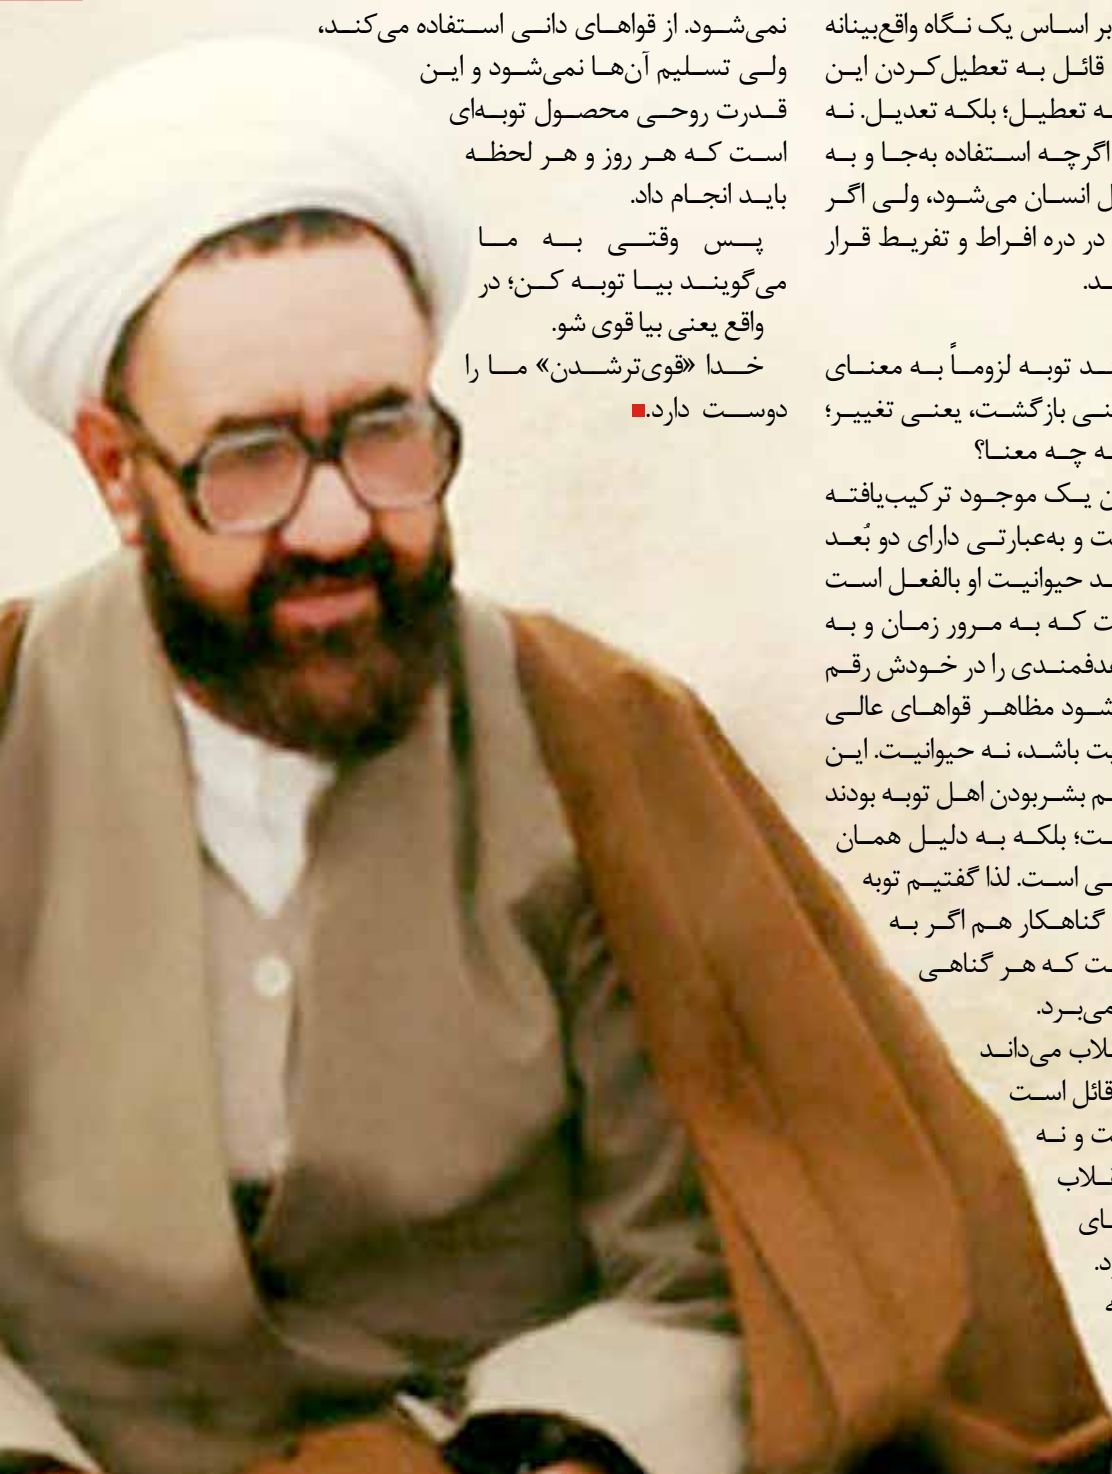 بر اساس یک نگاه واقع‌بینانه
قائل به تعطیل‌کردن این
تعطیل؛ بلکه تعدیل. نه
اگرچه استفاده به‌جا و به
انسان می‌شود، ولی اگر
در دره افراط و تفریط قرار
توبه لزوماً به معنای
بازگشت، یعنی تغییر؛
چه معنا؟
یک موجود ترکیب‌یافته
و به‌عبارتی دارای دو بُعد
حیوانیت او بالفعل است
که به مرور زمان و به
را در خودش رقم
مظاهر قواهای عالی
باشد، نه حیوانیت. این
بشربودن اهل توبه بودند
بلکه به دلیل همان
است. لذا گفتیم توبه
گناهکار هم اگر به
که هر گناهی
می‌برد.
می‌داند
قائل است
و نه
نمی‌شود. از قواهای دانی استفاده می‌کند،
ولی تسلیم آن‌ها نمی‌شود و این
قدرت روحی محصول توبه‌ای
است که هر روز و هر لحظه
باید انجام داد.
پس وقتی به ما
می‌گویند بیا توبه کن؛ در
واقع یعنی بیا قوی شو.
خدا «قوی‌ترشدن» ما را
دوست دارد.